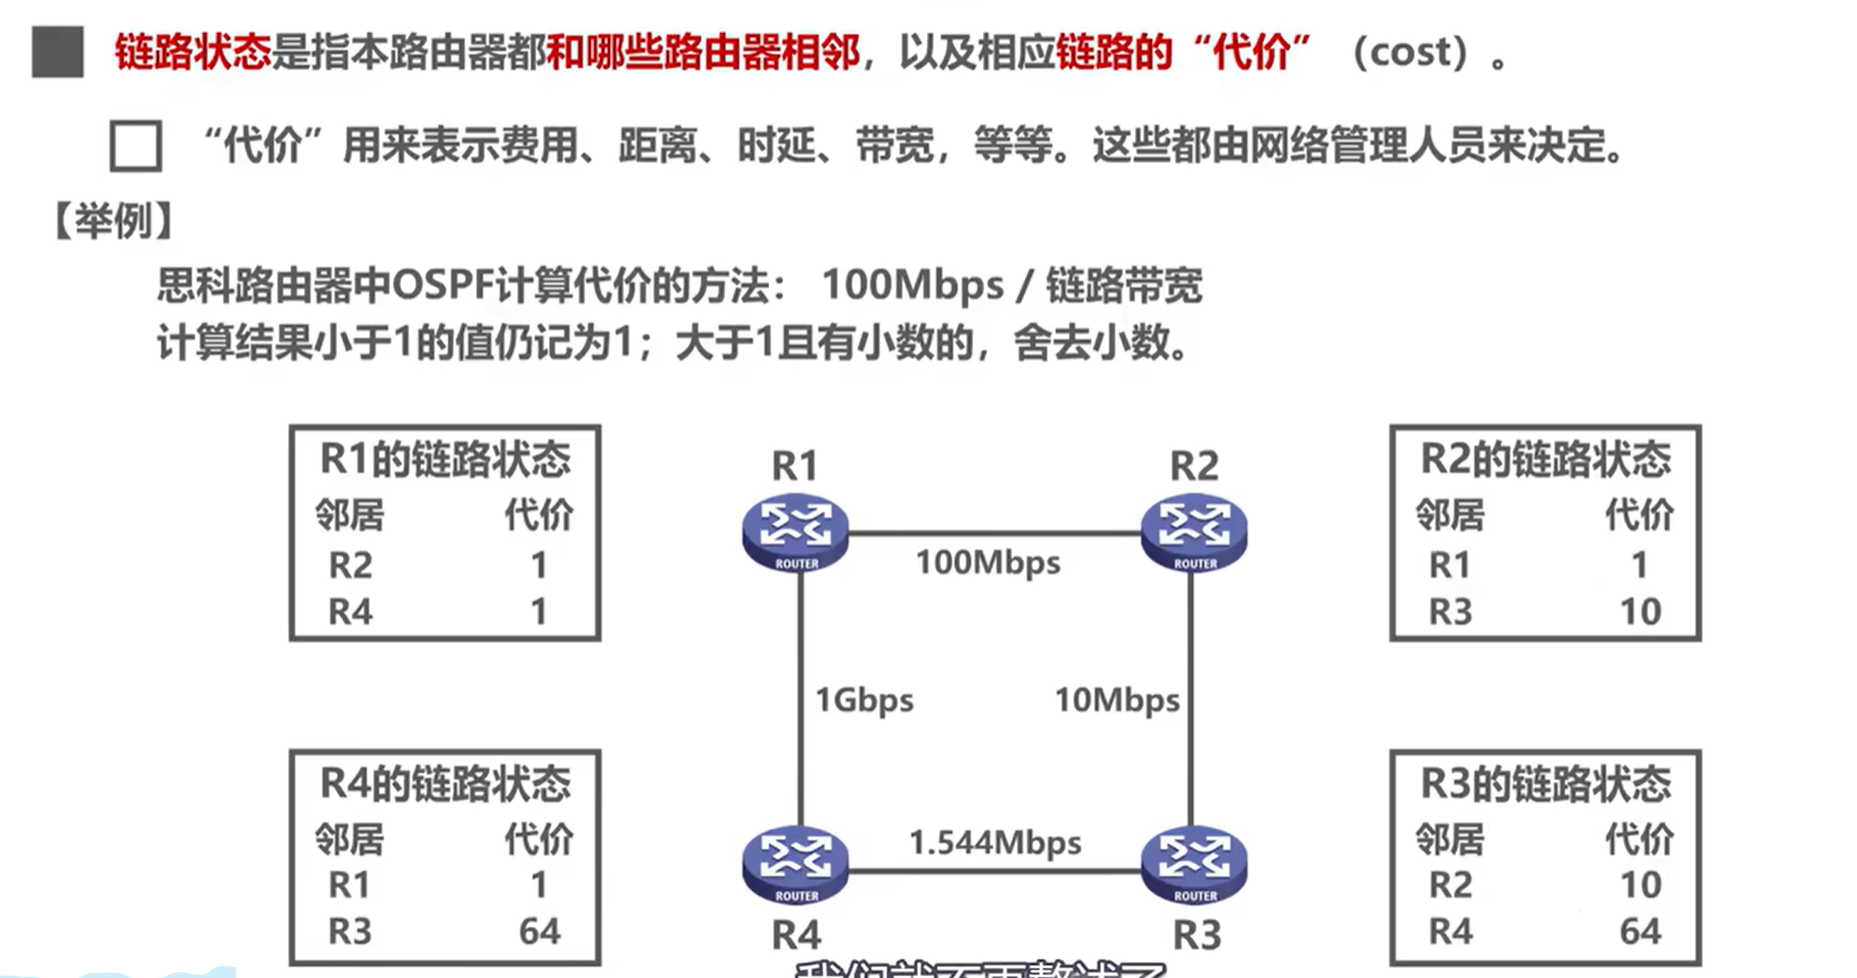 链路状态是指本路由器都和哪些路由器相邻，以及相应链路的“代价”（cost）。
“代价”用来表示费用、距离、时延、带宽，等等。这些都由网络管理人员来决定。
【举例】
思科路由器中OSPF计算代价的方法： 100Mbps / 链路带宽
计算结果小于1的值仍记为1；大于1且有小数的，舍去小数。
R1的链路状态
邻居 代价
R2 1
R4 1
R1
R2
ROUTER
ROUTER
100Mbps
R2的链路状态
邻居 代价
R1 1
R3 10
1Gbps
10Mbps
R4的链路状态
邻居 代价
R1 1
R3 64
1.544Mbps
ROUTER
ROUTER
R4
R3
R3的链路状态
邻居 代价
R2 10
R4 64
我们就不再赘述了